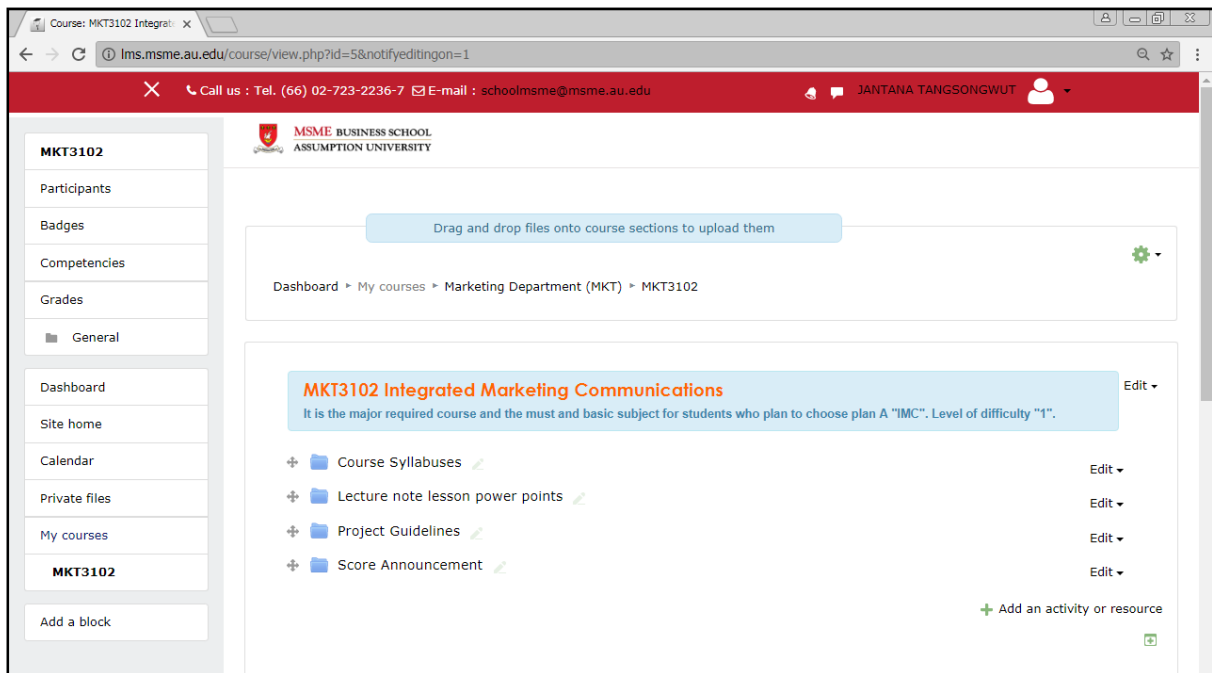 Course: MKT3102 Integrate
lms.msme.au.edu/course/view.php?id=5&notifyeditingon=1
Call us : Tel. (66) 02-723-2236-7 E-mail : schoolmsme@msme.au.edu
JANTANA TANGSONGWUT
MSME BUSINESS SCHOOL
ASSUMPTION UNIVERSITY
MKT3102
Participants
Badges
Competencies
Grades
General
Dashboard
Site home
Calendar
Private files
My courses
MKT3102
Add a block
Drag and drop files onto course sections to upload them
Dashboard ▸ My courses ▸ Marketing Department (MKT) ▸ MKT3102
MKT3102 Integrated Marketing Communications
Edit
It is the major required course and the must and basic subject for students who plan to choose plan A "IMC". Level of difficulty "1".
Course Syllabuses
Edit
Lecture note lesson power points
Edit
Project Guidelines
Edit
Score Announcement
Edit
Add an activity or resource